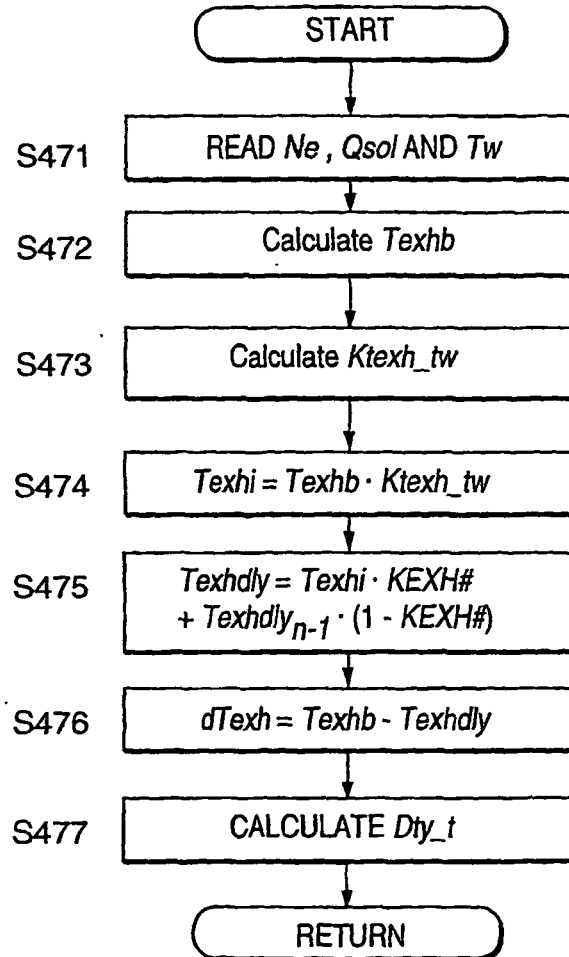 START
S471
READ Ne , Qsol AND Tw
S472
Calculate Texhb
S473
Calculate Ktexh_tw
S474
Texhi = Texhb · Ktexh_tw
S475
Texhdly = Texhi · KEXH#
+ Texhdlyn-1 · (1 - KEXH#)
S476
dTexh = Texhb - Texhdly
S477
CALCULATE Dty_t
RETURN